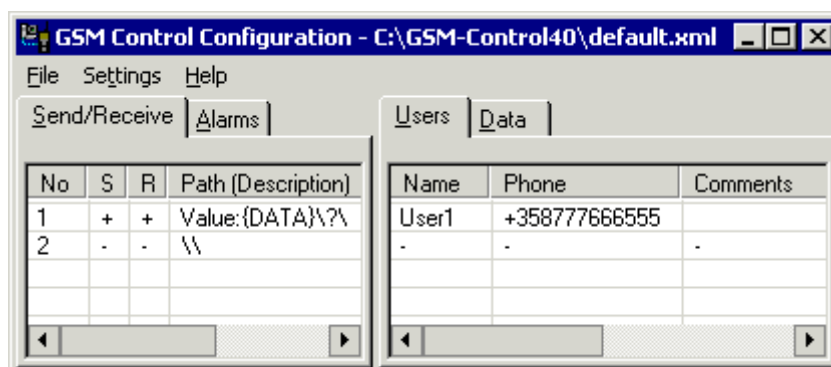 GSM Control Configuration - C:\GSM-Control40\default.xml
File Settings Help
Send/Receive Alarms Users Data
No S R Path (Description) Name Phone Comments
1 + + Value:{DATA}\?\ User1 +358777666555
2 - - \\ - - -